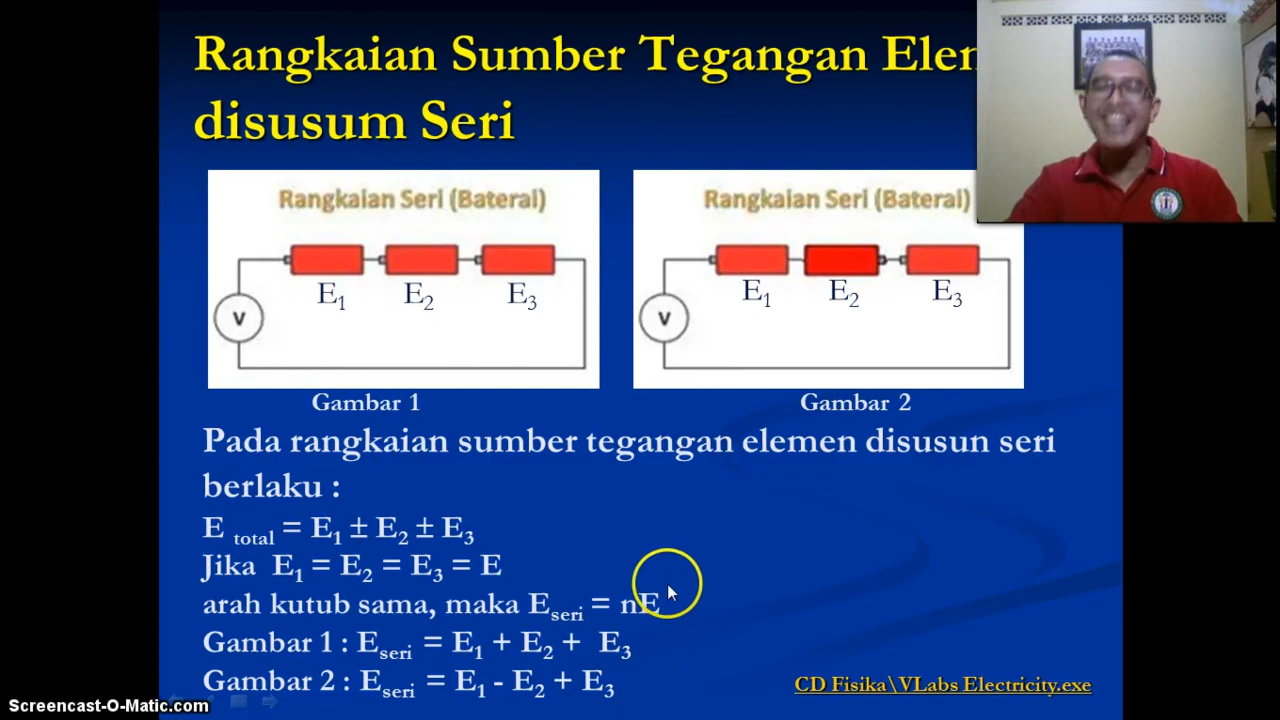 Rangkaian Sumber Tegangan Elem
disusum Seri
Rangkaian Seri (Baterai)
V
E1
E2
E3
Gambar 1
Rangkaian Seri (Baterai)
V
E1
E2
E3
Gambar 2
Pada rangkaian sumber tegangan elemen disusun seri
berlaku :
E total = E1 ± E2 ± E3
Jika E1 = E2 = E3 = E
arah kutub sama, maka Eseri = nE
Gambar 1 : Eseri = E1 + E2 + E3
Gambar 2 : Eseri = E1 - E2 + E3
CD Fisika\VLabs Electricity.exe
Screencast-O-Matic.com